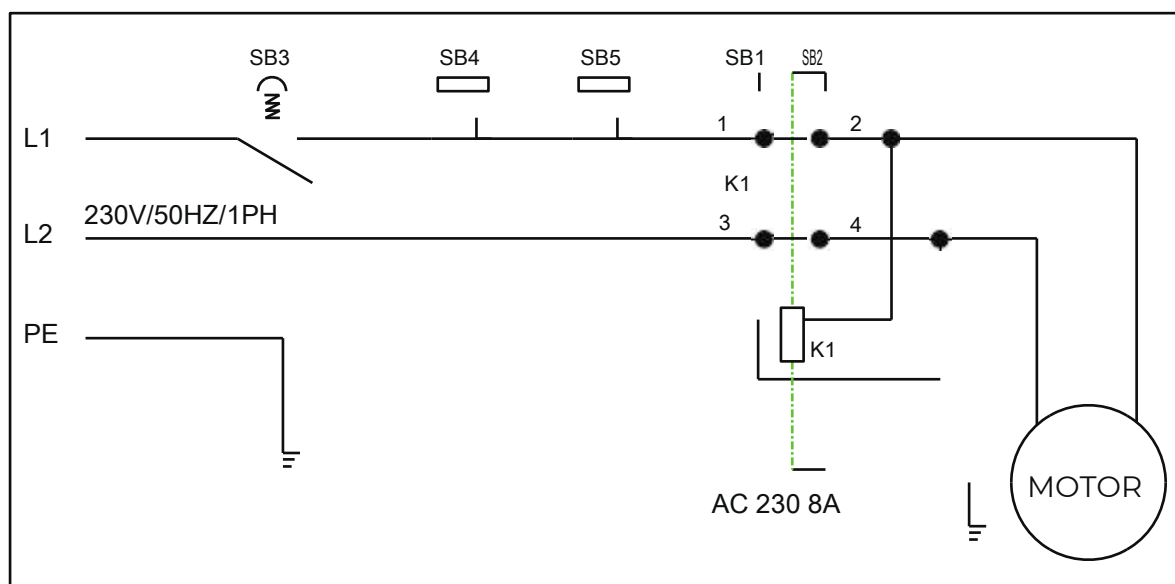 SB3 SB4 SB5 SB1 SB2
L1 1 2
K1
230V/50HZ/1PH
L2 3 4
PE
K1
AC 230 8A
MOTOR